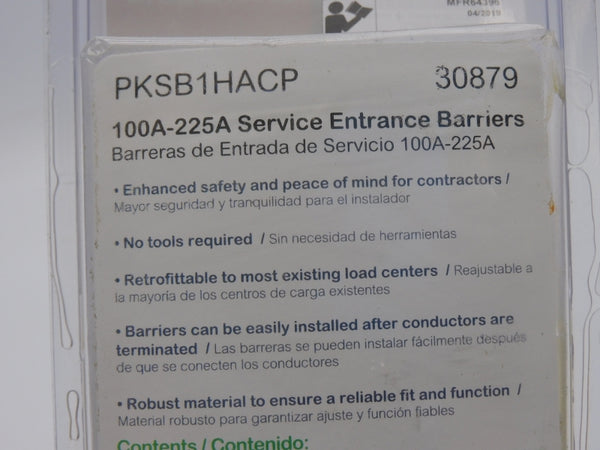 MFR64396
04/2019
PKSB1HACP 30879
100A-225A Service Entrance Barriers
Barreras de Entrada de Servicio 100A-225A
• Enhanced safety and peace of mind for contractors /
Mayor seguridad y tranquilidad para el instalador
• No tools required / Sin necesidad de herramientas
• Retrofittable to most existing load centers / Reajustable a
la mayoría de los centros de carga existentes
• Barriers can be easily installed after conductors are
terminated / Las barreras se pueden instalar fácilmente después
de que se conecten los conductores
• Robust material to ensure a reliable fit and function /
Material robusto para garantizar ajuste y función fiables
Contents / Contenido: